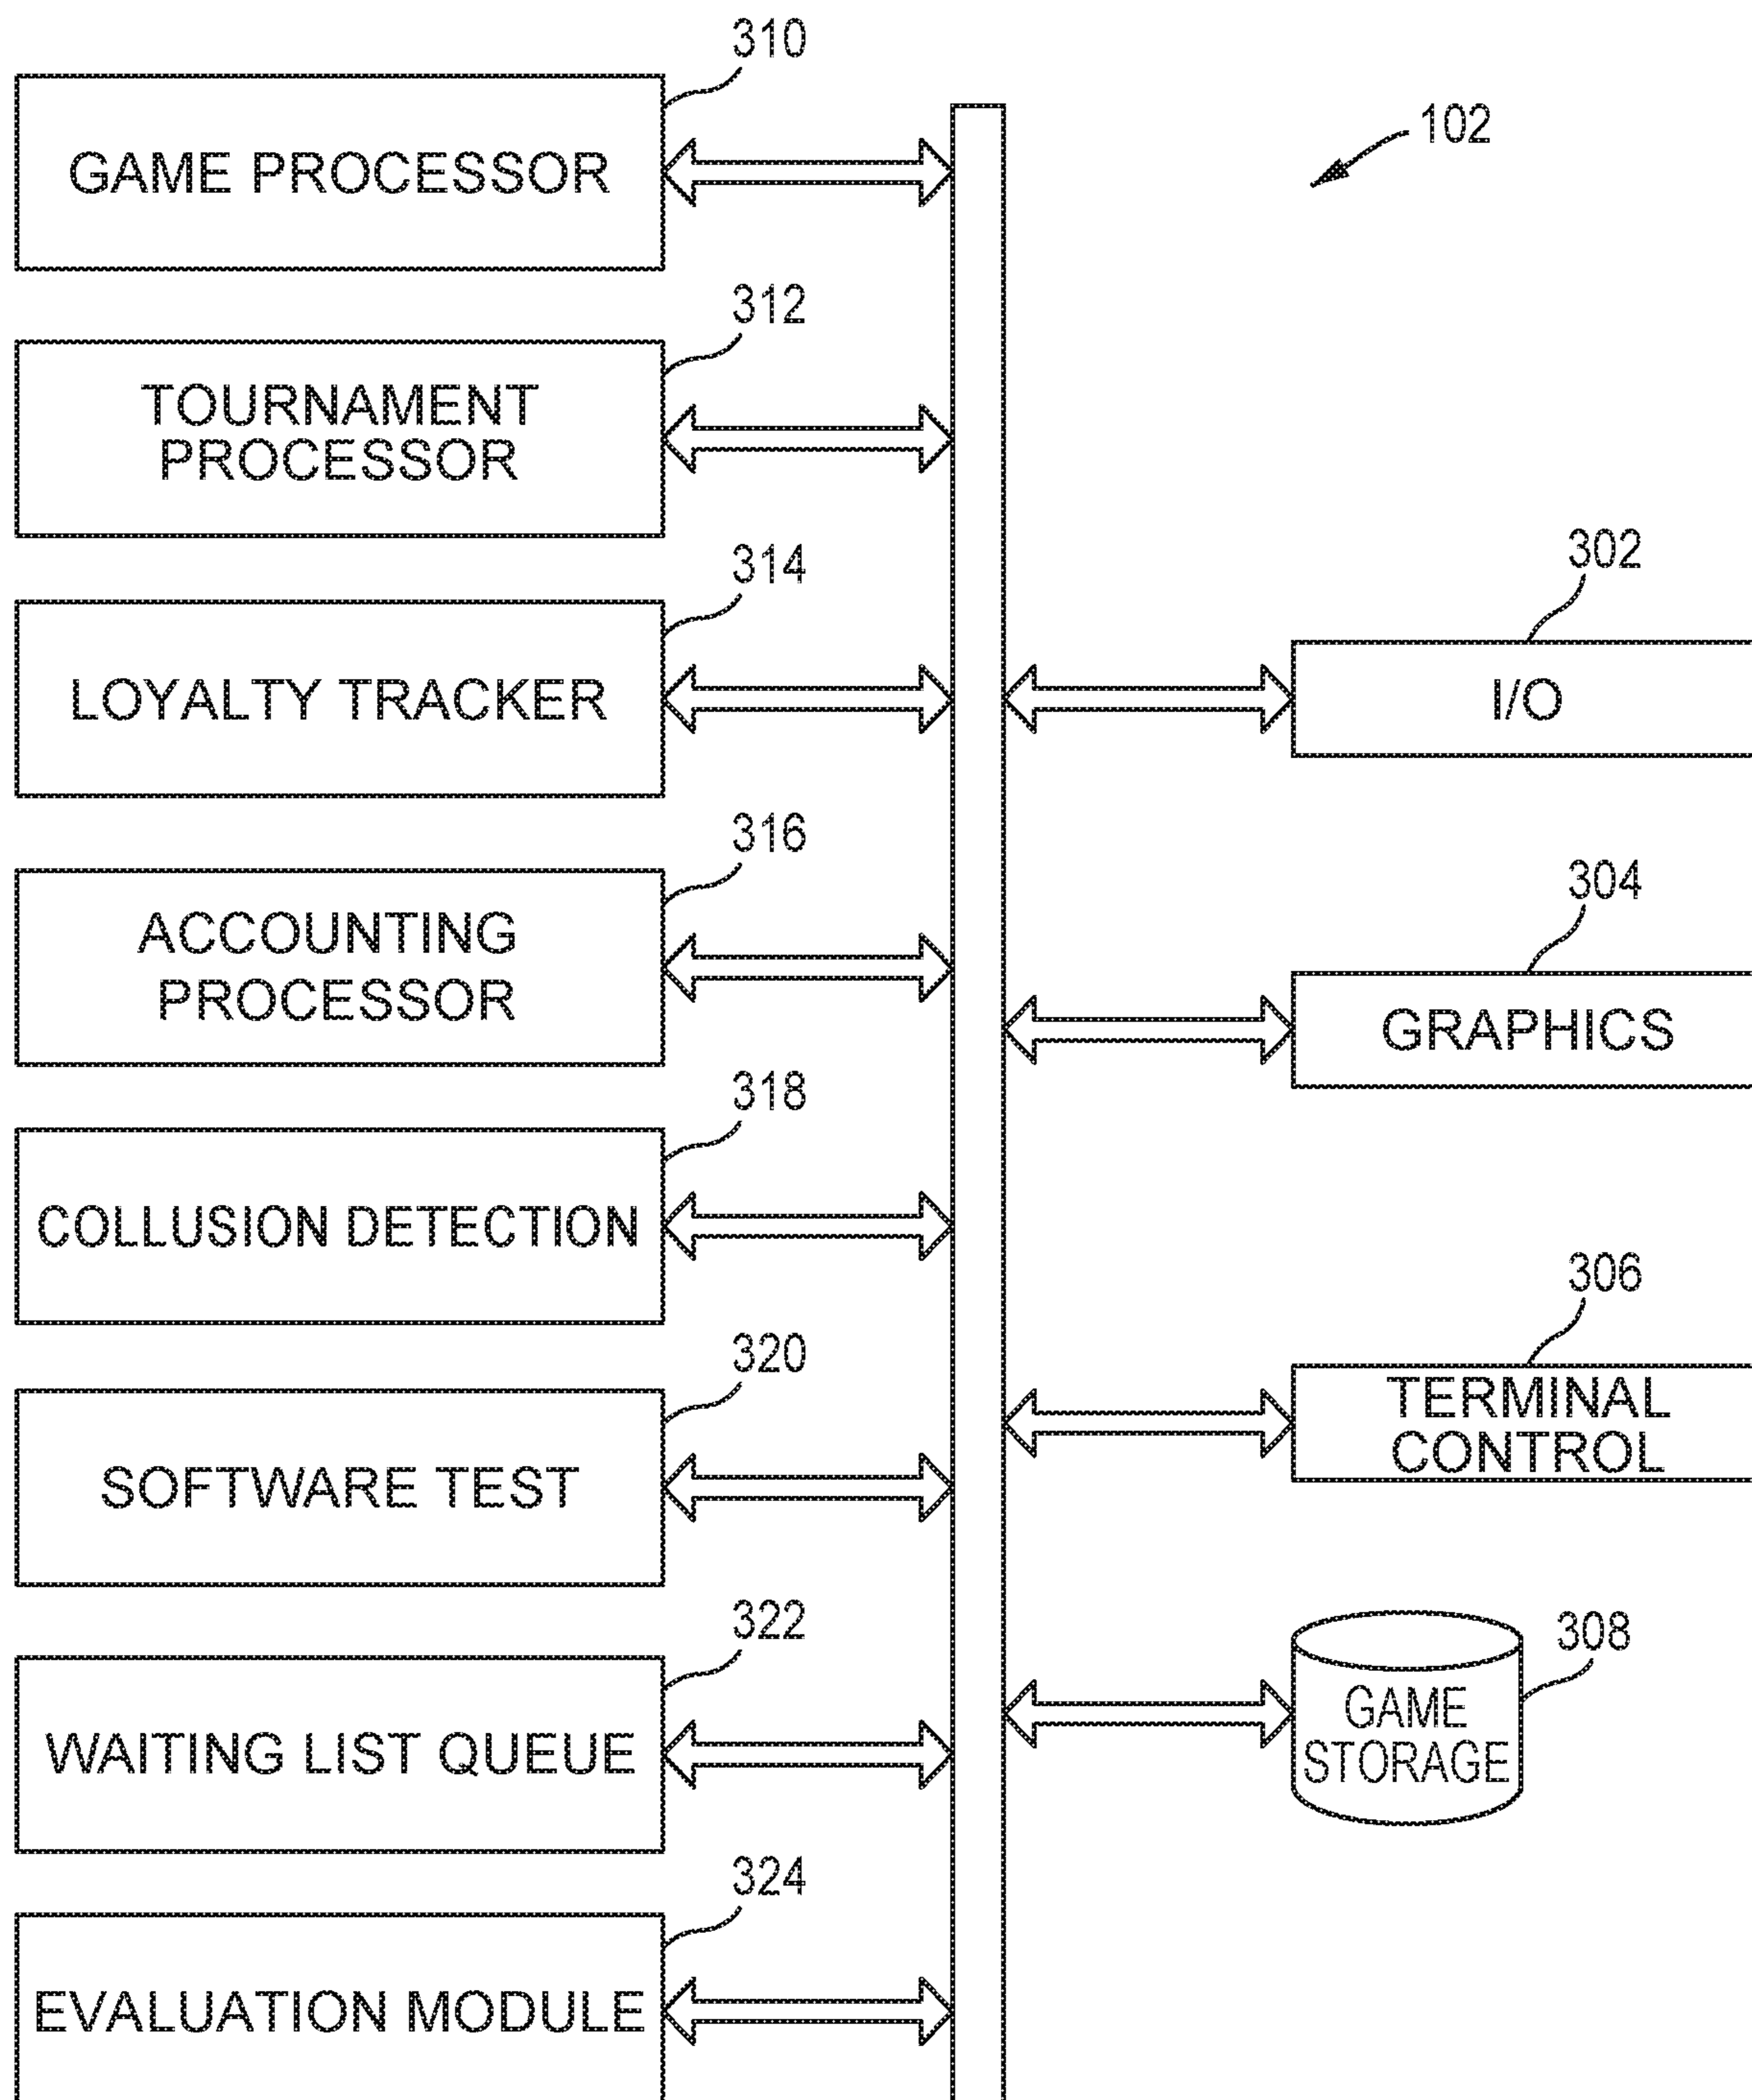 310
GAME PROCESSOR
102
312
TOURNAMENT
PROCESSOR
314
LOYALTY TRACKER
302
I/O
316
ACCOUNTING
PROCESSOR
304
GRAPHICS
318
COLLUSION DETECTION
306
TERMINAL
CONTROL
320
SOFTWARE TEST
308
GAME
STORAGE
322
WAITING LIST QUEUE
324
EVALUATION MODULE